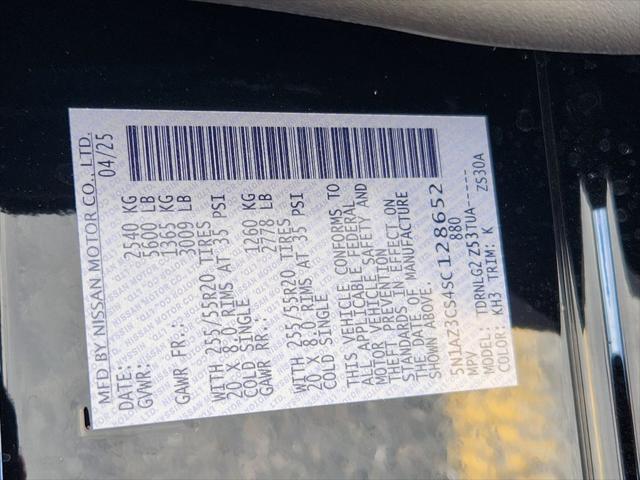 MFD BY NISSAN MOTOR CO., LTD.
DATE: 04/25
GVWR: 2540 KG
5600 LB
GAWR FR.: 1365 KG
3009 LB
WITH 255/55R20 TIRES
20 X 8.0 RIMS AT 35 PSI
COLD SINGLE
GAWR RR.: 1260 KG
2778 LB
WITH 255/55R20 TIRES
20 X 8.0 RIMS AT 35 PSI
COLD SINGLE
THIS VEHICLE CONFORMS TO
ALL APPLICABLE FEDERAL
MOTOR VEHICLE SAFETY AND
THEFT PREVENTION
STANDARDS IN EFFECT ON
THE DATE OF MANUFACTURE
SHOWN ABOVE.
5N1AZ3CS4SC128652
MPV 880
MODEL: TDRNLGZ Z53TUA-----
COLOR: KH3 TRIM: K ZS30A